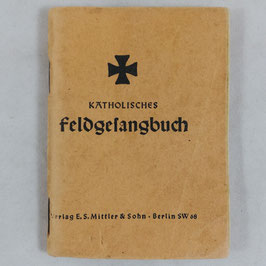 KATHOLISCHES
Feldgesangbuch
Verlag E. S. Mittler & Sohn · Berlin SW 68